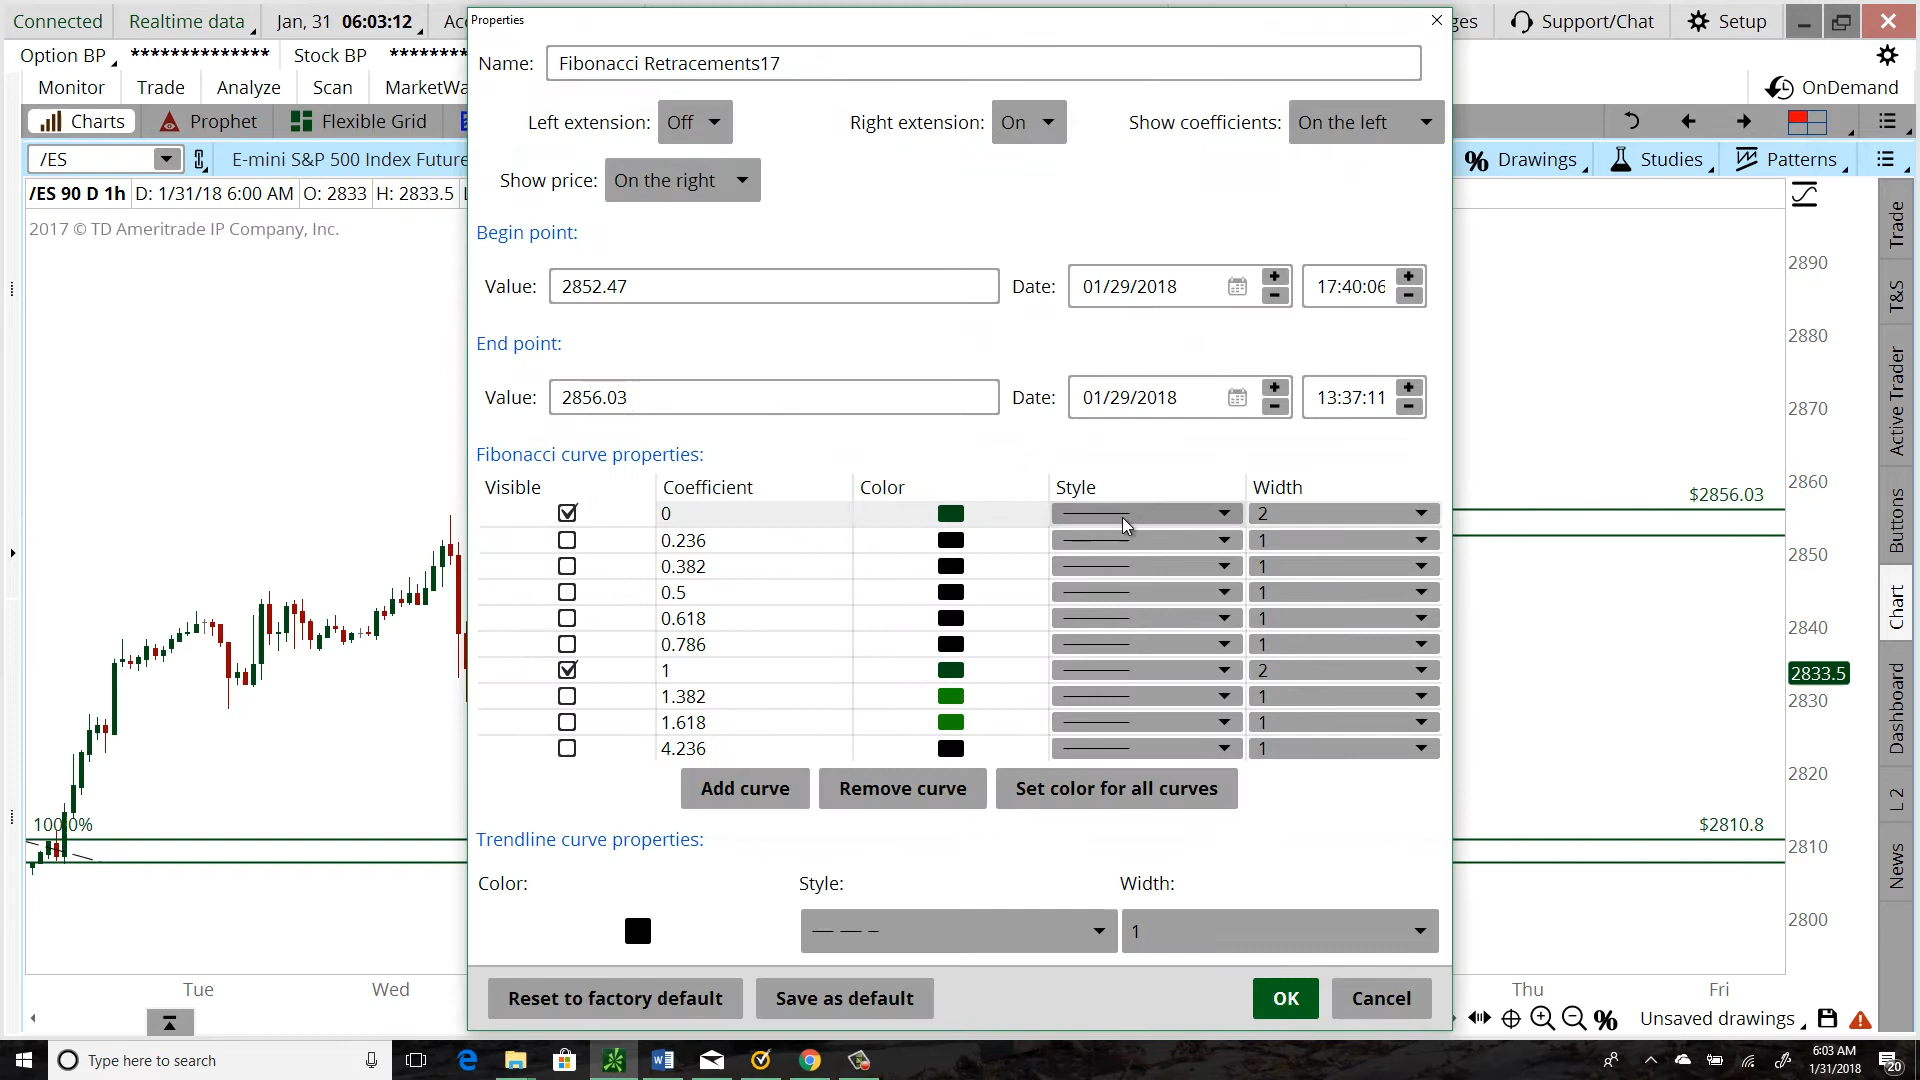 Connected Realtime data Jan, 31 06:03:12
Properties
Support/Chat Setup
Option BP ************** Stock BP
Name: Fibonacci Retracements17
Monitor Trade Analyze Scan
OnDemand
Charts Prophet Flexible Grid
Left extension: Off Right extension: On Show coefficients: On the left
/ES E-mini S&P 500 Index
Show price: On the right
% Drawings Studies Patterns
/ES 90 D 1h D: 1/31/18 6:00 AM O: 2833 H: 2833.5
2017 © TD Ameritrade IP Company, Inc.
Begin point:
Value: 2852.47 Date: 01/29/2018 17:40:06
End point:
Value: 2856.03 Date: 01/29/2018 13:37:11
Fibonacci curve properties:
Visible Coefficient Color Style Width
0 2
0.236 1
0.382 1
0.5 1
0.618 1
0.786 1
1 2
1.382 1
1.618 1
4.236 1
Add curve Remove curve Set color for all curves
Trendline curve properties:
Color: Style: Width:
1
Reset to factory default Save as default OK Cancel
100.0%
$2856.03
$2810.8
2890
2880
2870
2860
2850
2840
2833.5
2830
2820
2810
2800
Trade
T&S
Active Trader
Buttons
Chart
Dashboard
L 2
News
Tue Wed Thu Fri
% Unsaved drawings
Type here to search
6:03 AM
1/31/2018
20